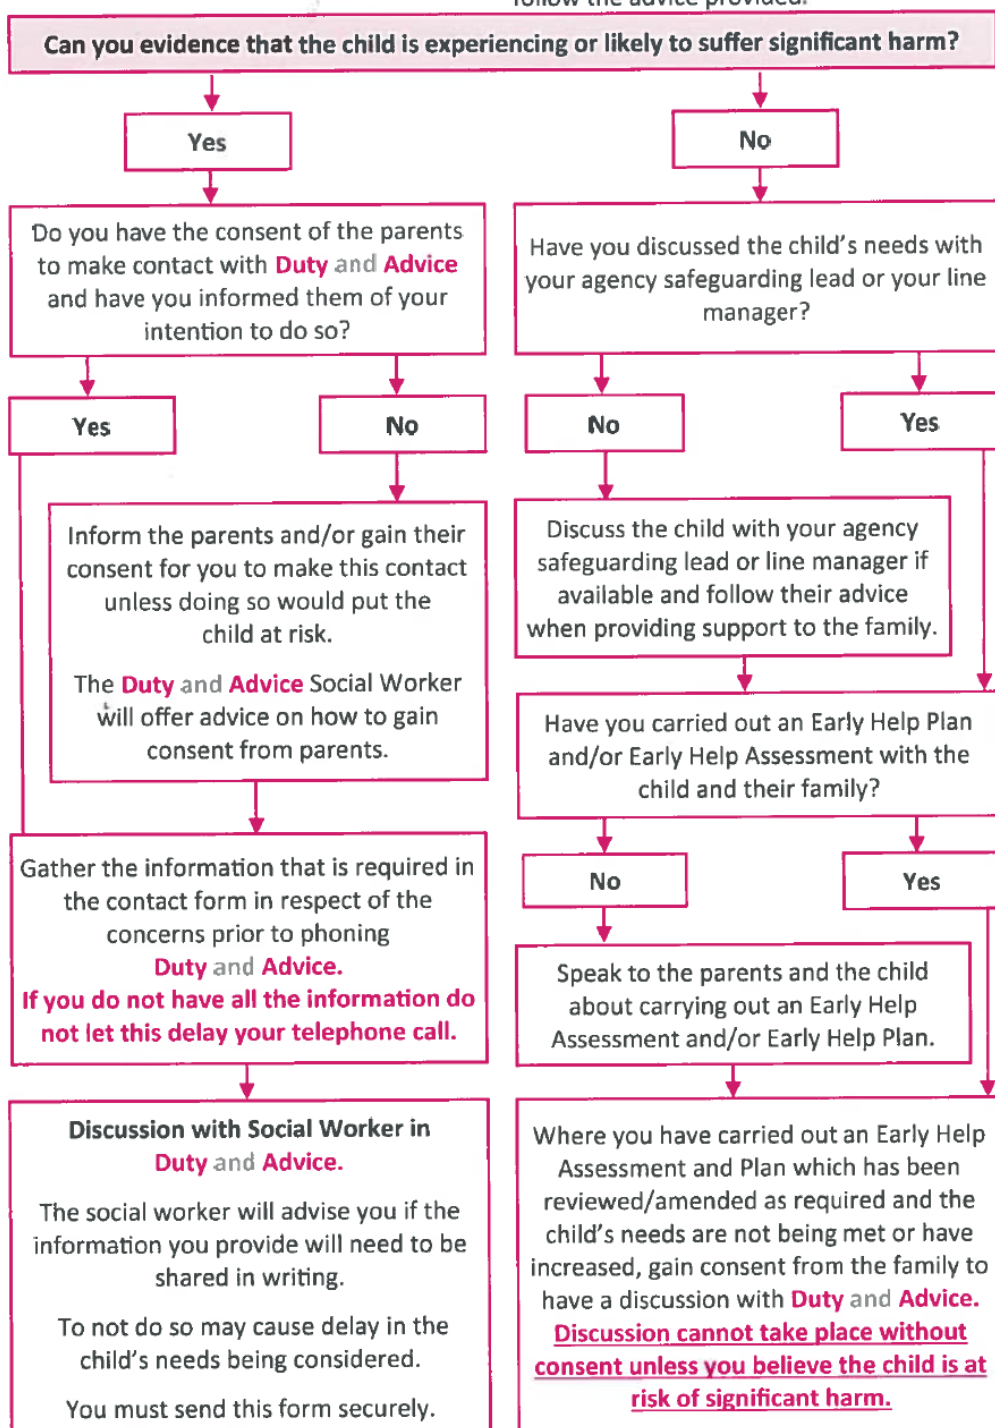 follow the advice provided.
Can you evidence that the child is experiencing or likely to suffer significant harm?
Yes
No
Do you have the consent of the parents
to make contact with Duty and Advice
and have you informed them of your
intention to do so?
Have you discussed the child's needs with
your agency safeguarding lead or your line
manager?
Yes
No
No
Yes
Inform the parents and/or gain their
consent for you to make this contact
unless doing so would put the
child at risk.
The Duty and Advice Social Worker
will offer advice on how to gain
consent from parents.
Discuss the child with your agency
safeguarding lead or line manager if
available and follow their advice
when providing support to the family.
Have you carried out an Early Help Plan
and/or Early Help Assessment with the
child and their family?
Gather the information that is required in
the contact form in respect of the
concerns prior to phoning
Duty and Advice.
If you do not have all the information do
not let this delay your telephone call.
No
Yes
Speak to the parents and the child
about carrying out an Early Help
Assessment and/or Early Help Plan.
Discussion with Social Worker in
Duty and Advice.
The social worker will advise you if the
information you provide will need to be
shared in writing.
To not do so may cause delay in the
child's needs being considered.
You must send this form securely.
Where you have carried out an Early Help
Assessment and Plan which has been
reviewed/amended as required and the
child's needs are not being met or have
increased, gain consent from the family to
have a discussion with Duty and Advice.
Discussion cannot take place without
consent unless you believe the child is at
risk of significant harm.